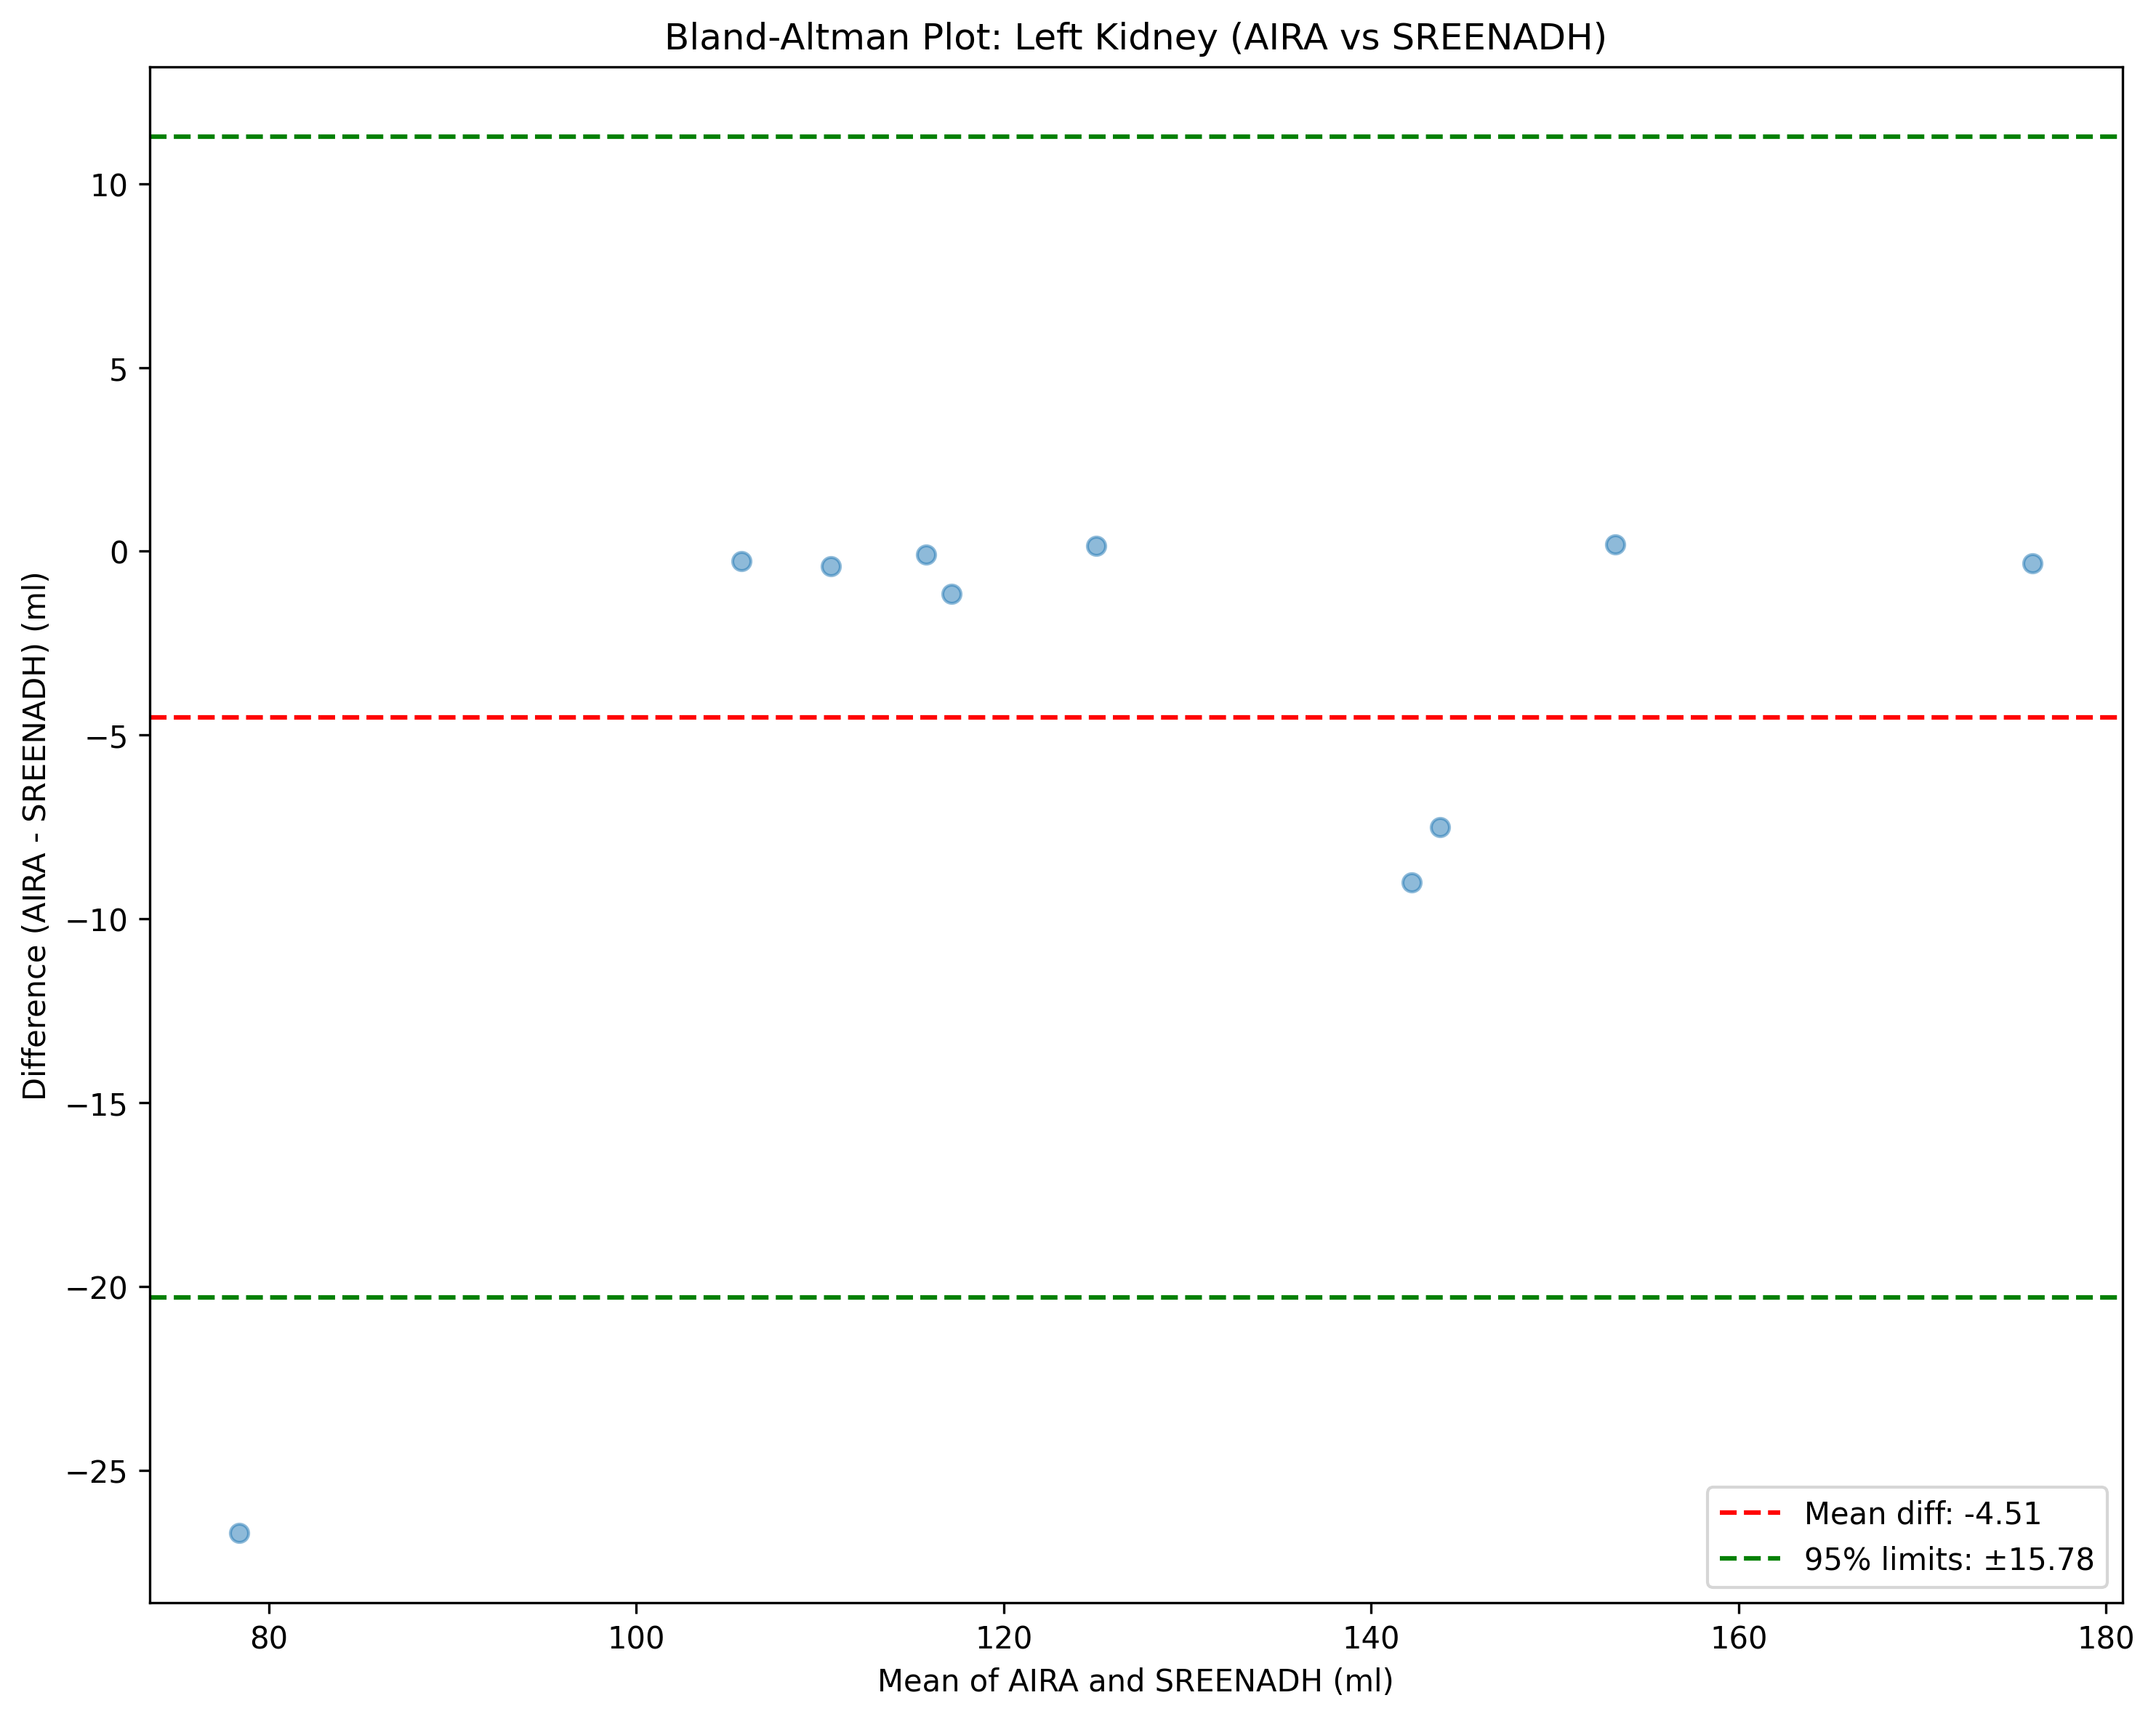 Bland-Altman Plot: Left Kidney (AIRA vs SREENADH)
Difference (AIRA - SREENADH) (ml)
10
5
0
−5
−10
−15
−20
−25
80
100
120
140
160
180
Mean of AIRA and SREENADH (ml)
Mean diff: -4.51
95% limits: ±15.78